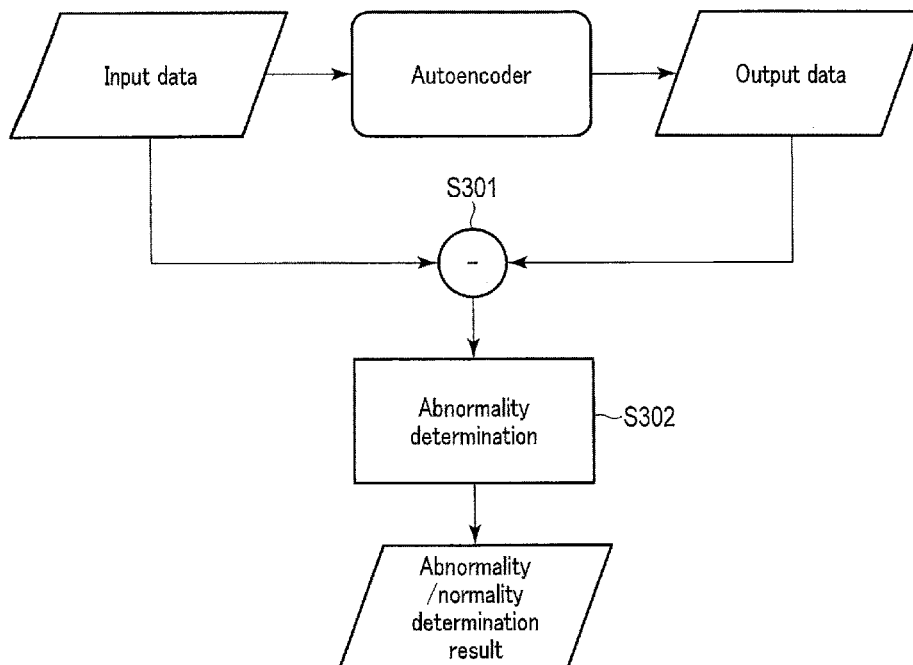 Input data
Autoencoder
Output data
S301
-
Abnormality
determination
S302
Abnormality
/normality
determination
result